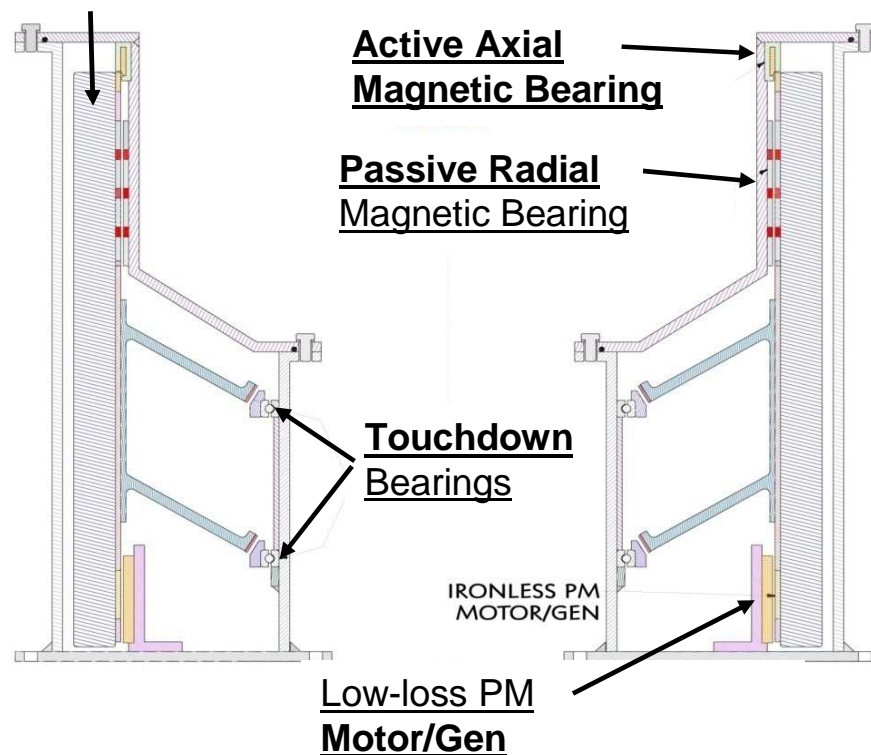 Active Axial
Magnetic Bearing
Passive Radial
Magnetic Bearing
Touchdown
Bearings
IRONLESS PM
MOTOR/GEN
Low-loss PM
Motor/Gen